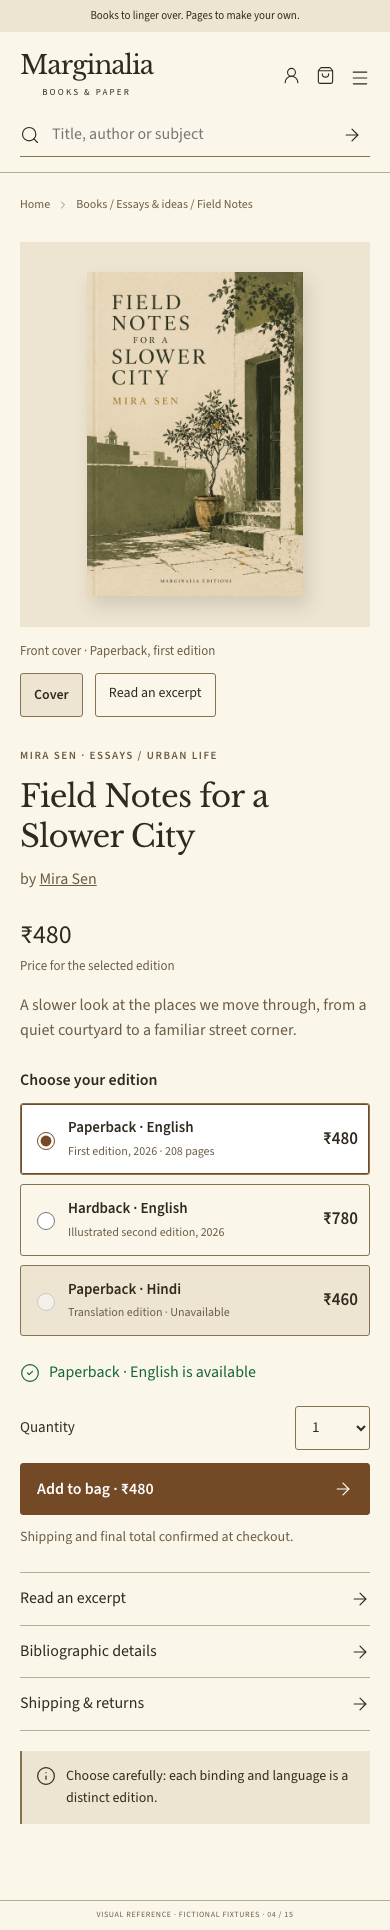 Books to linger over. Pages to make your own.
Marginalia
BOOKS & PAPER
Title, author or subject
Home > Books / Essays & ideas / Field Notes
FIELD
NOTES
FOR A
SLOWER
CITY
MIRA SEN
MARGINALIA EDITIONS
Front cover · Paperback, first edition
Cover
Read an excerpt
MIRA SEN · ESSAYS / URBAN LIFE
Field Notes for a
Slower City
by Mira Sen
₹480
Price for the selected edition
A slower look at the places we move through, from a
quiet courtyard to a familiar street corner.
Choose your edition
Paperback · English
First edition, 2026 · 208 pages
₹480
Hardback · English
Illustrated second edition, 2026
₹780
Paperback · Hindi
Translation edition · Unavailable
₹460
Paperback · English is available
Quantity
1
Add to bag · ₹480
Shipping and final total confirmed at checkout.
Read an excerpt
Bibliographic details
Shipping & returns
Choose carefully: each binding and language is a
distinct edition.
VISUAL REFERENCE · FICTIONAL FIXTURES · 04 / 15